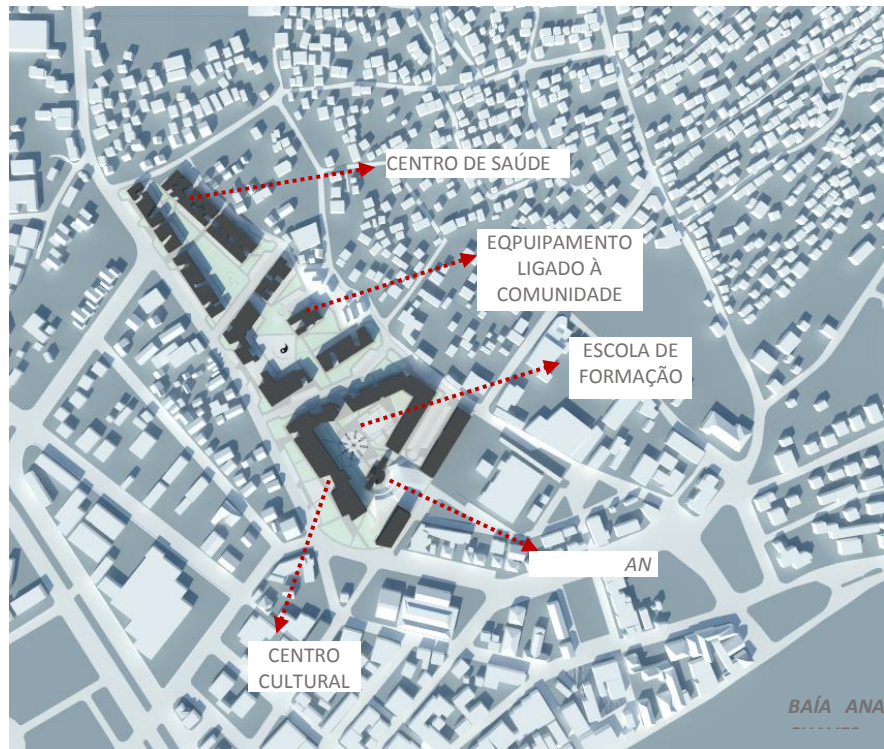 CENTRO DE SAÚDE
EQPUIPAMENTO
LIGADO À
COMUNIDADE
ESCOLA DE
FORMAÇÃO
AN
CENTRO
CULTURAL
BAÍA ANA